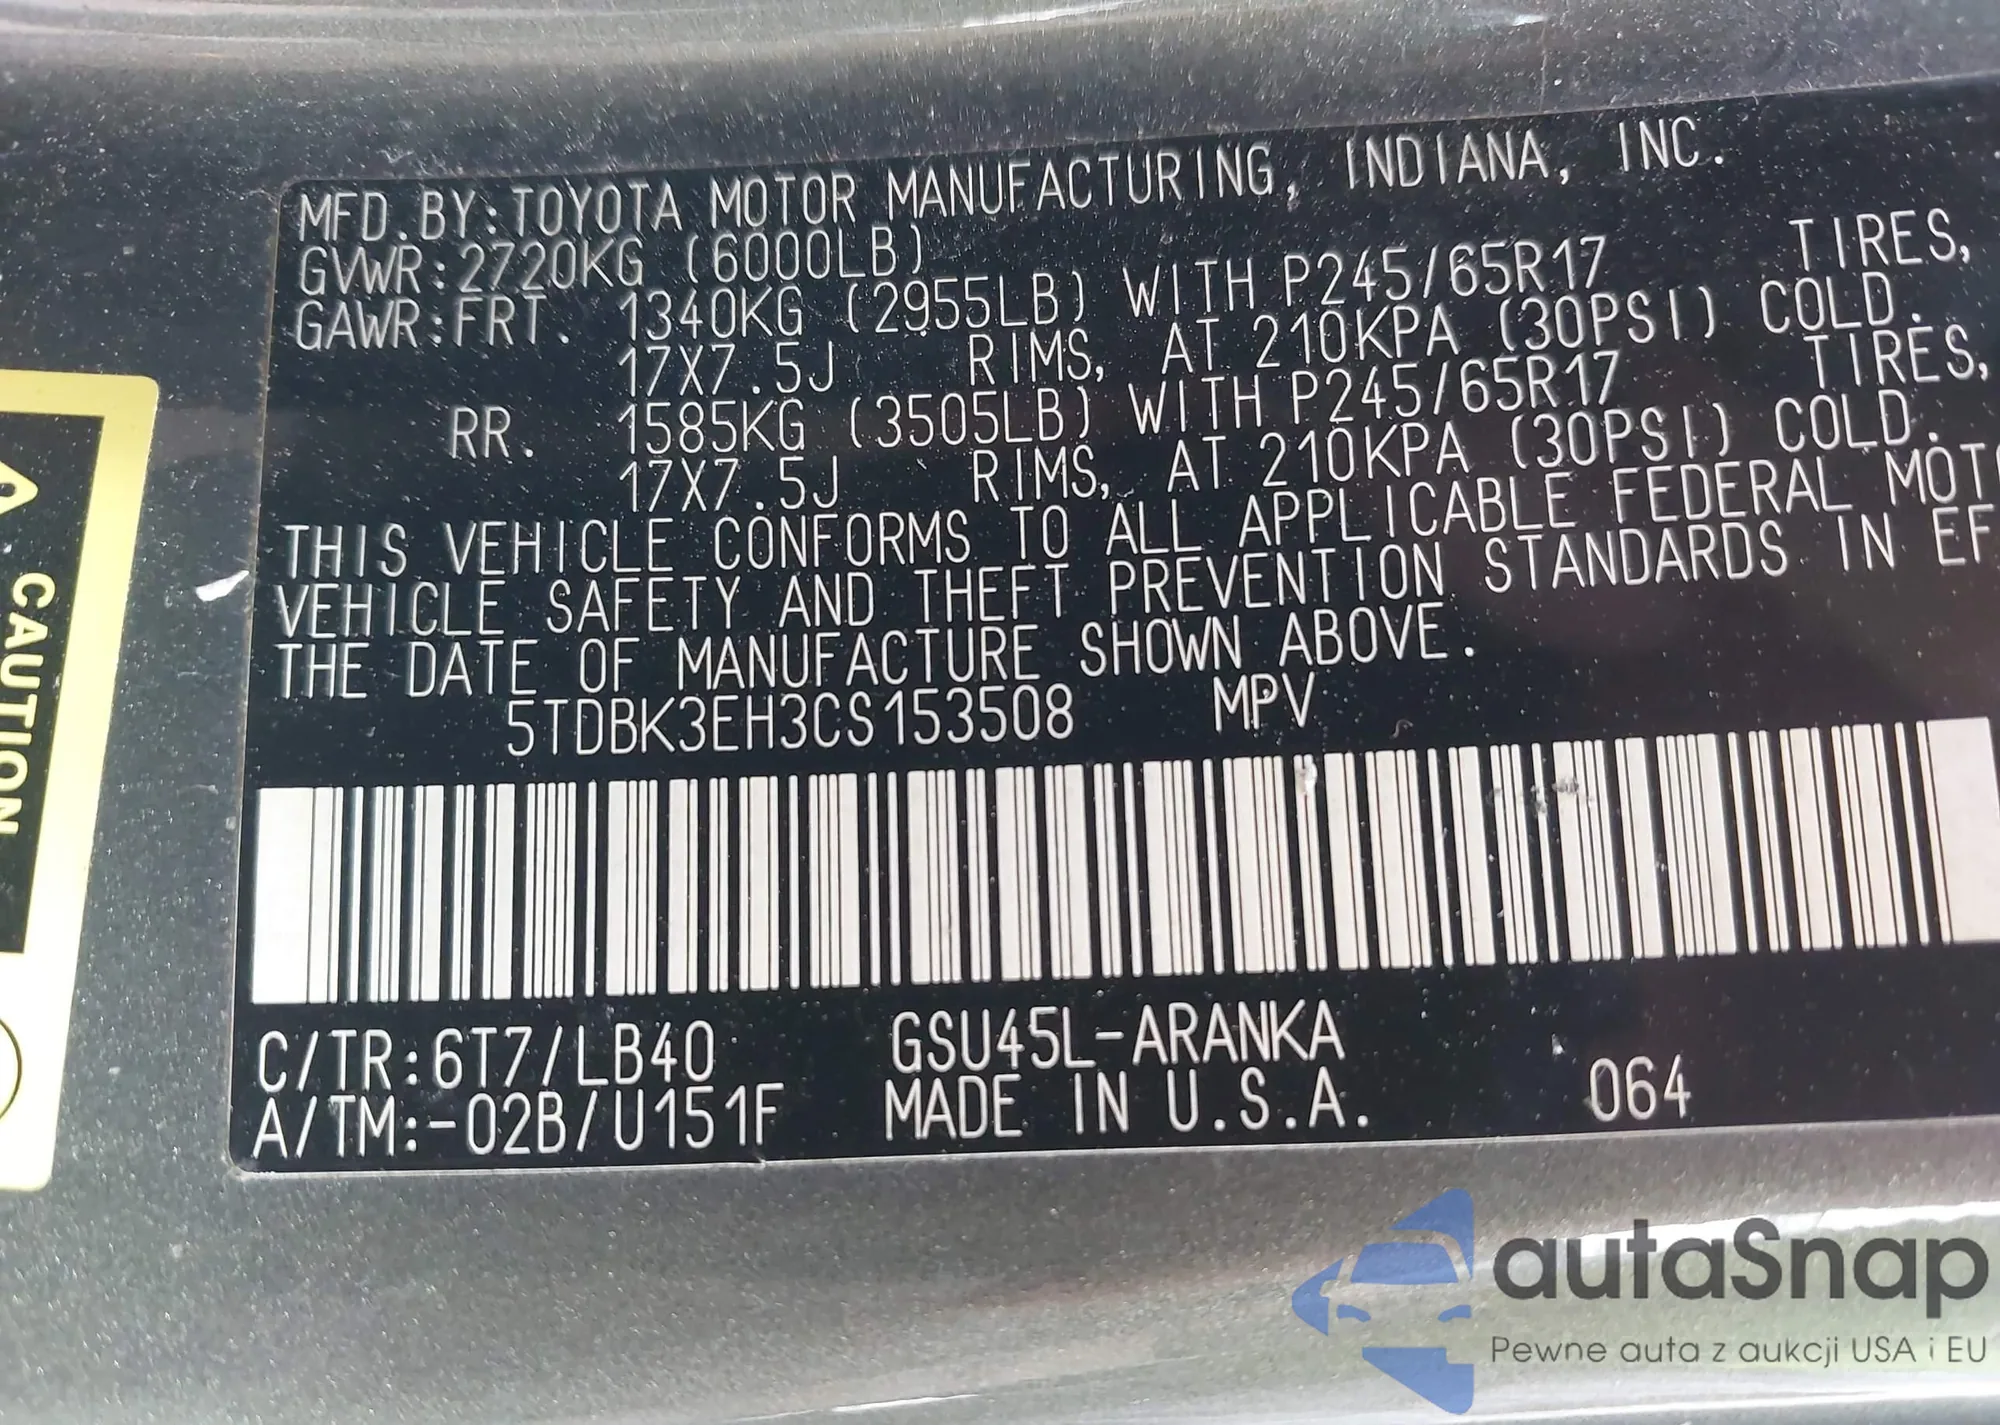 MFD.BY:TOYOTA MOTOR MANUFACTURING, INDIANA, INC.
GVWR:2720KG (6000LB)
GAWR:FRT. 1340KG (2955LB) WITH P245/65R17 TIRES,
17X7.5J RIMS, AT 210KPA (30PSI) COLD.
RR. 1585KG (3505LB) WITH P245/65R17 TIRES,
17X7.5J RIMS, AT 210KPA (30PSI) COLD.
THIS VEHICLE CONFORMS TO ALL APPLICABLE FEDERAL MOTO
VEHICLE SAFETY AND THEFT PREVENTION STANDARDS IN EF
THE DATE OF MANUFACTURE SHOWN ABOVE.
5TDBK3EH3CS153508 MPV
C/TR:6T7/LB40 GSU45L-ARANKA
A/TM:-02B/U151F MADE IN U.S.A. 064
CAUTION
autaSnap
Pewne auta z aukcji USA i EU